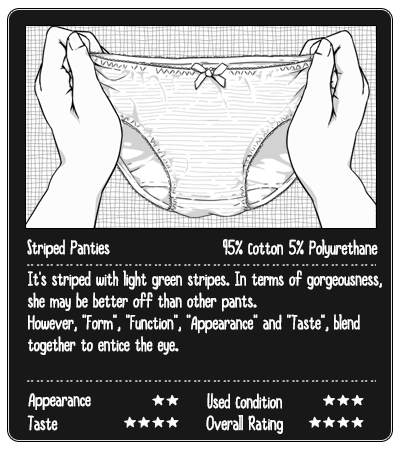 Striped Panties 95% Cotton 5% Polyurethane
It's striped with light green stripes. In terms of gorgeousness,
she may be better off than other pants.
However, "Form", "Function", "Appearance" and "Taste", blend
together to entice the eye.
Appearance ★★ Used Condition ★★★
Taste ★★★★ Overall Rating ★★★★